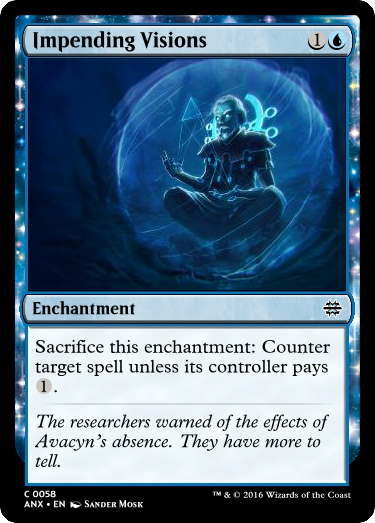 Impending Visions 1
Enchantment
Sacrifice this enchantment: Counter
target spell unless its controller pays
1.
The researchers warned of the effects of
Avacyn's absence. They have more to
tell.
C 0058
ANX • EN Sander Mosk
™ & © 2016 Wizards of the Coast